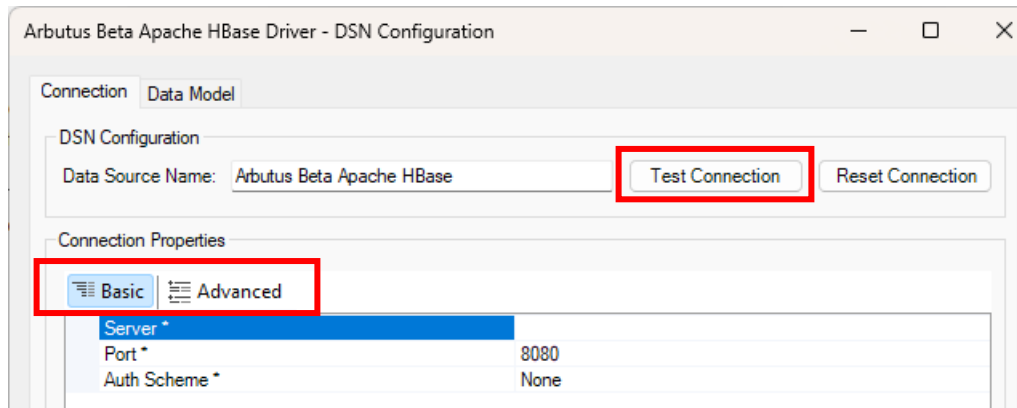 Arbutus Beta Apache HBase Driver - DSN Configuration
Connection Data Model
DSN Configuration
Data Source Name: Arbutus Beta Apache HBase Test Connection Reset Connection
Connection Properties
Basic Advanced
Server *
Port * 8080
Auth Scheme * None